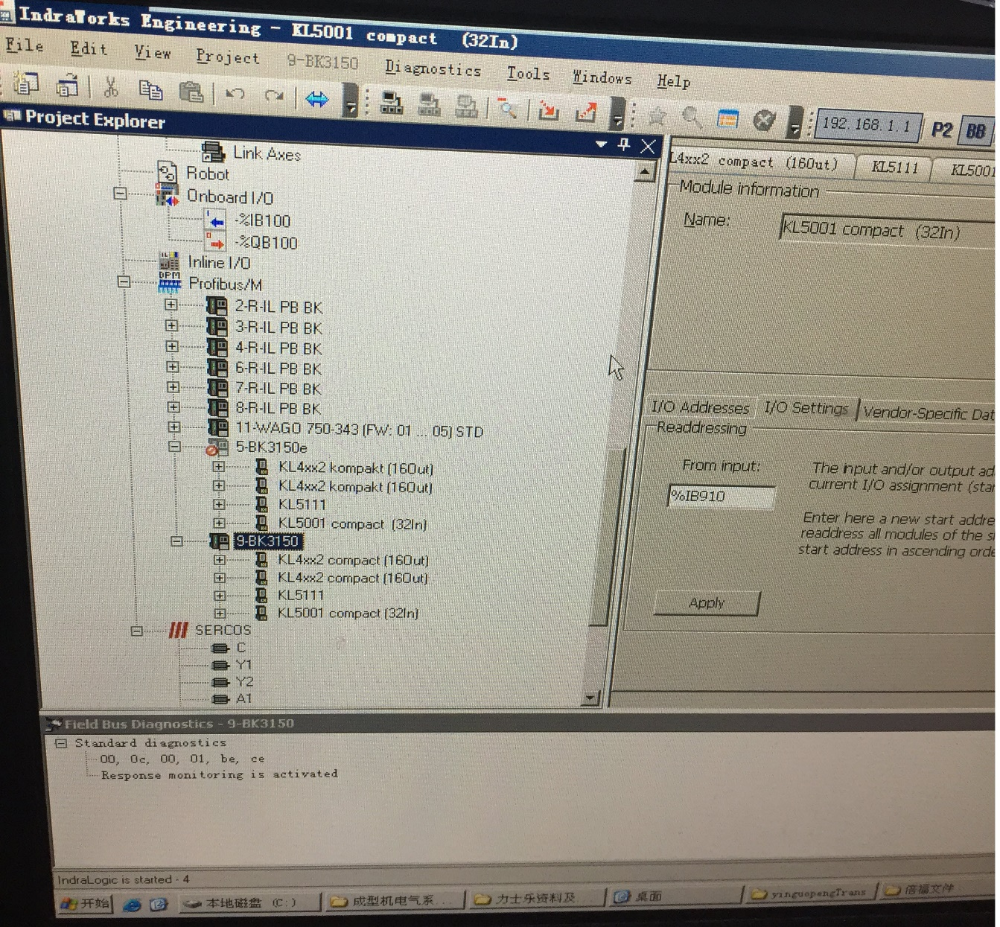 IndraWorks Engineering - KL5001 compact (32In)
File Edit View Project 9-BK3150 Diagnostics Tools Windows Help
192.168.1.1 P2 BB
Project Explorer
Link Axes
Robot
Onboard I/O
-%IB100
-%QB100
Inline I/O
DPM
Profibus/M
2-R-IL PB BK
3-R-IL PB BK
4-R-IL PB BK
6-R-IL PB BK
7-R-IL PB BK
8-R-IL PB BK
11-WAGO 750-343 (FW: 01 ... 05) STD
5-BK3150e
KL4xx2 kompakt (16Out)
KL4xx2 kompakt (16Out)
KL5111
KL5001 compact (32In)
9-BK3150
KL4xx2 compact (16Out)
KL4xx2 compact (16Out)
KL5111
KL5001 compact (32In)
SERCOS
C
Y1
Y2
A1
L4xx2 compact (16Out) KL5111 KL5001
Module information
Name: KL5001 compact (32In)
I/O Addresses I/O Settings Vendor-Specific Dat
Readdressing
From input:
%IB910
The input and/or output ad
current I/O assignment (star
Enter here a new start addre
readdress all modules of the sl
start address in ascending orde
Apply
Field Bus Diagnostics - 9-BK3150
Standard diagnostics
00, 0c, 00, 01, be, ce
Response monitoring is activated
IndraLogic is started - 4
开始 本地磁盘 (C:) 成型机电气系... 力士乐资料及 桌面 yinguopengTrans 倍福文件